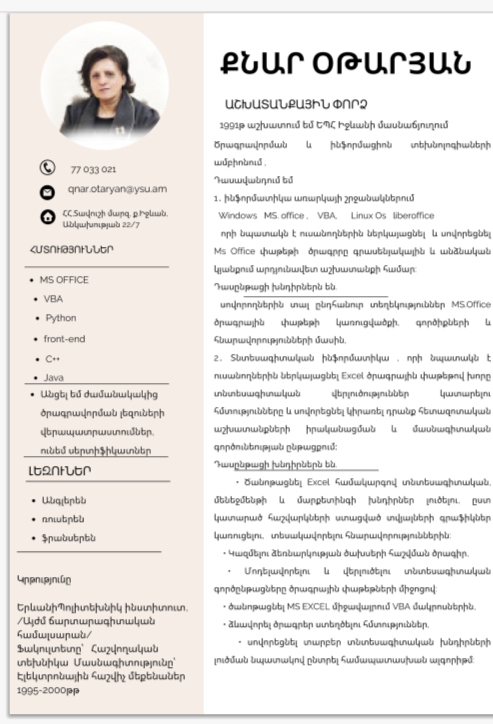 ՔՆԱՐ ՕԹԱՐՅԱՆ
77 033 021
qnar.otaryan@ysu.am
ՀՀ Տավուշի մարզ, ք.Իջևան,
Անկախության 22/7
ՀՄՏՈՒԹՅՈՒՆՆԵՐ
• MS OFFICE
• VBA
• Python
• front-end
• C++
• Java
• Անցել եմ ժամանակակից
ծրագրավորման լեզուների
վերապատրաստումներ,
ունեմ սերտիֆիկատներ
ԼԵԶՈՒՆԵՐ
• Անգլերեն
• ռուսերեն
• ֆրանսերեն
Կրթությունը
ԵրևանիՊոլիտեխնիկ ինստիտուտ,
/Այժմ ճարտարագիտական
համալսարան/
Ֆակուլտետը՝ Հաշվողական
տեխնիկա Մասնագիտությունը՝
Էլեկտրոնային հաշվիչ մեքենաներ
1995-2000թթ
ԱՇԽԱՏԱՆՔԱՅԻՆ ՓՈՐՁ
1991թ աշխատում եմ ԵՊՀ Իջևանի մասնաճյուղում
Ծրագրավորման և ինֆորմացիոն տեխնոլոգիաների
ամբիոնում .
Դասավանդում եմ
1. ինֆորմատիկա առարկայի շրջանակներում
Windows MS. office , VBA, Linux Os liberoffice
որի նպատակն է ուսանողներին ներկայացնել և սովորեցնել
Ms Office փաթեթի ծրագրրը գրասենյակային և անձնական
կյանքում արդյունավետ աշխատանքի համար:
Դասընթացի խնդիրներն են.
սովորողներին տալ ընդհանուր տեղեկություններ MS.Office
ծրագրային փաթեթի կառուցվածքի, գործիքների և
հնարավորությունների մասին.
2. Տնտեսագիտական ինֆորմատիկա , որի նպատակն է
ուսանողներին ներկայացնել Excel ծրագրային փաթեթով խորը
տնտեսագիտական վերլուծություններ կատարելու
հմտությունները և սովորեցնել կիրառել դրանք հետազոտական
աշխատանքների իրականացման և մասնագիտական
գործունեության ընթացքում:
Դասընթացի խնդիրներն են.
• Ծանոթացնել Excel համակարգով տնտեսագիտական,
մենեջմենթի և մարքետինգի խնդիրներ լուծելու, ըստ
կատարած հաշվարկների ստացված տվյալների գրաֆիկներ
կառուցելու, տեսակավորելու հնարավորություններին:
• Կազմելու ձեռնարկության ծախսերի հաշվման ծրագիր,
• Մոդելավորելու և վերլուծելու տնտեսագիտական
գործընթացները ծրագրային փաթեթների միջոցով:
• ծանոթացնել MS EXCEL միջավայրում VBA մակրոսներին,
• ձևավորել ծրագրեր ստեղծելու հմտություններ,
• սովորեցնել տարբեր տնտեսագիտական խնդիրների
լուծման նպատակով ընտրել համապատասխան ալգորիթմ: